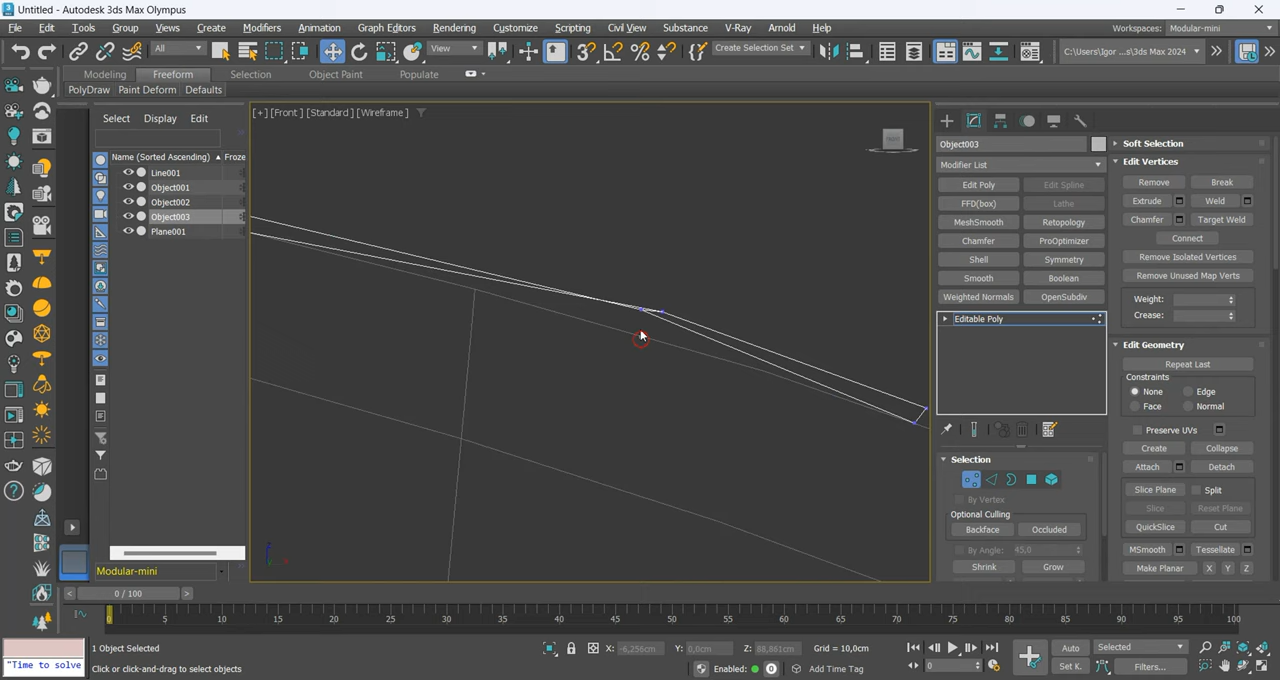 Untitled - Autodesk 3ds Max Olympus
File Edit Tools Group Views Create Modifiers Animation Graph Editors Rendering Customize Scripting Civil View Substance V-Ray Arnold Help Workspaces: Modular-mini
All View Create Selection Set C:\Users\Igor ...s\3ds Max 2024
Modeling Freeform Selection Object Paint Populate
PolyDraw Paint Deform Defaults
[+] [Front ] [Standard ] [Wireframe ]
Select Display Edit
Name (Sorted Ascending) Froze
Line001
Object001
Object002
Object003
Plane001
Modular-mini
Object003
Modifier List
Edit Poly Edit Spline
FFD(box) Lathe
MeshSmooth Retopology
Chamfer ProOptimizer
Shell Symmetry
Smooth Boolean
Weighted Normals OpenSubdiv
Editable Poly
Selection
By Vertex
Optional Culling
Backface Occluded
By Angle: 45,0
Shrink Grow
Soft Selection
Edit Vertices
Remove Break
Extrude Weld
Chamfer Target Weld
Connect
Remove Isolated Vertices
Remove Unused Map Verts
Weight:
Crease:
Edit Geometry
Repeat Last
Constraints
None Edge
Face Normal
Preserve UVs
Create Collapse
Attach Detach
Slice Plane Split
Slice Reset Plane
QuickSlice Cut
MSmooth Tessellate
Make Planar X Y Z
< 0 / 100 >
0 5 10 15 20 25 30 35 40 45 50 55 60 65 70 75 80 85 90 95 100
1 Object Selected X: -6,256cm Y: 0,0cm Z: 88,861cm Grid = 10,0cm Auto Selected
"Time to solve Click or click-and-drag to select objects Enabled: 0 Add Time Tag 0 Set K. Filters...